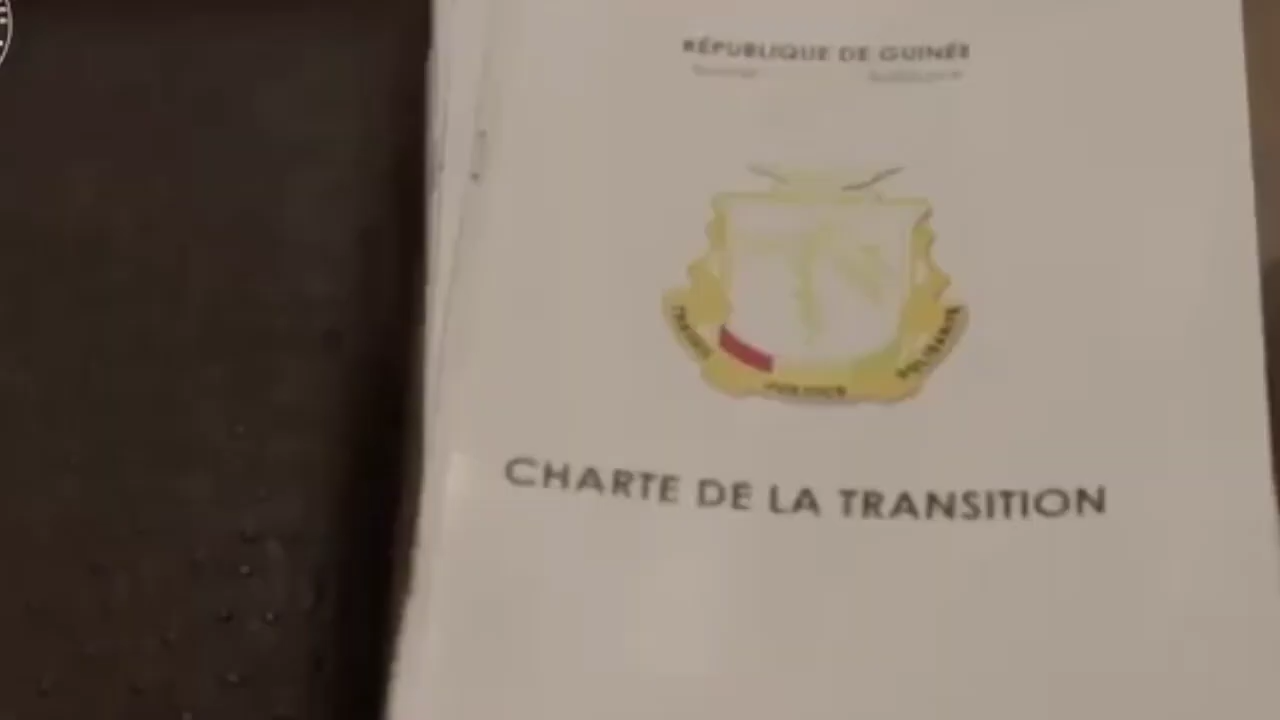 RÉPUBLIQUE DE GUINÉE
TRAVAIL
JUSTICE
SOLIDARITÉ
CHARTE DE LA TRANSITION